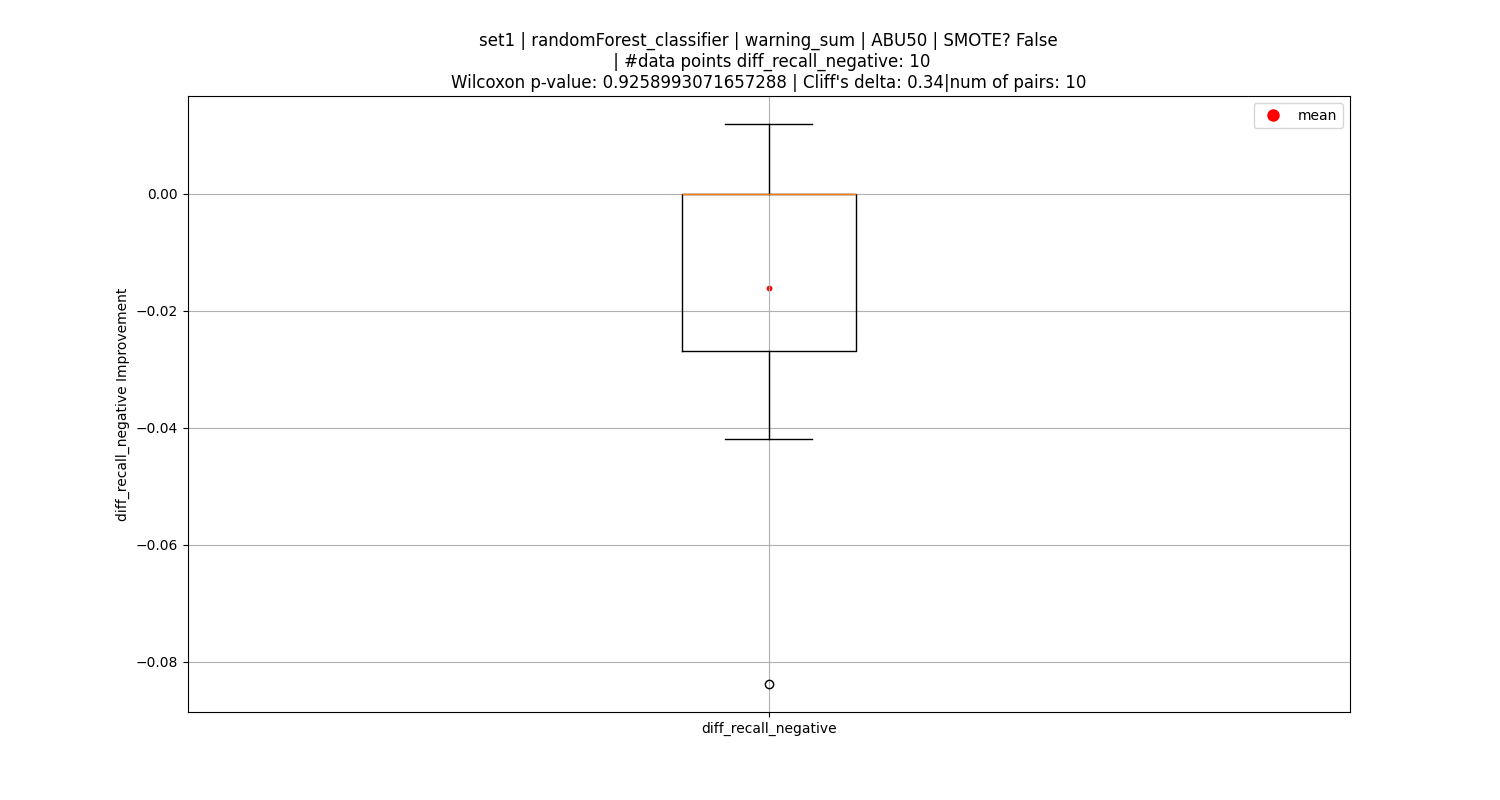 set1 | randomForest_classifier | warning_sum | ABU50 | SMOTE? False
| #data points diff_recall_negative: 10
Wilcoxon p-value: 0.9258993071657288 | Cliff's delta: 0.34|num of pairs: 10
mean
0.00
−0.02
−0.04
−0.06
−0.08
diff_recall_negative Improvement
diff_recall_negative